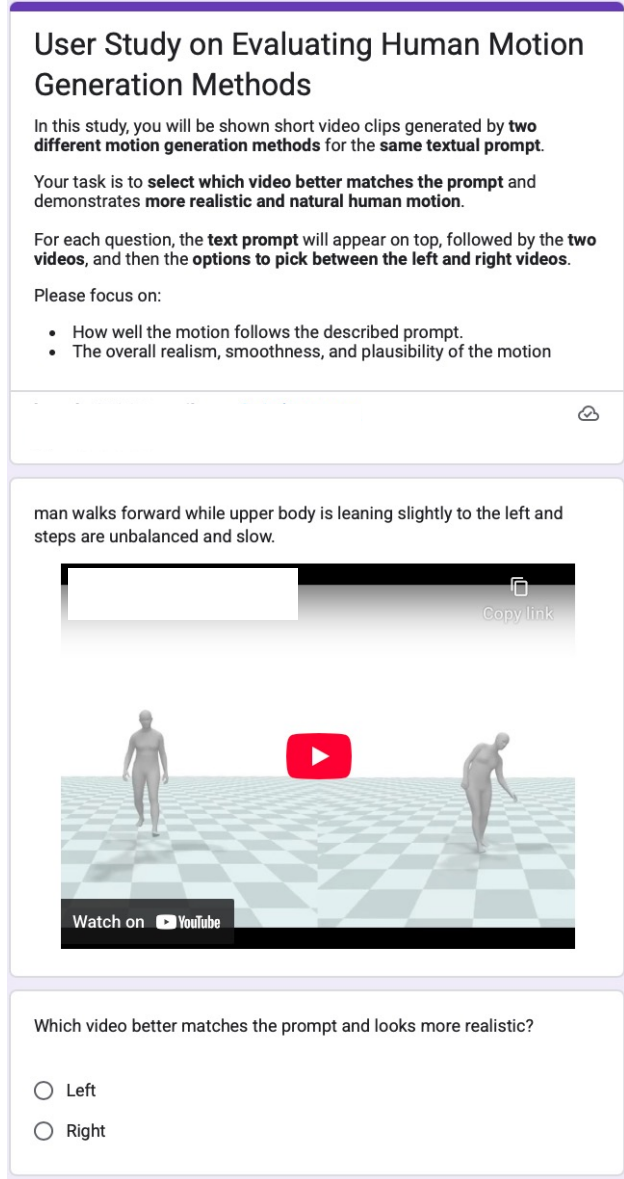 User Study on Evaluating Human Motion
Generation Methods
In this study, you will be shown short video clips generated by two
different motion generation methods for the same textual prompt.
Your task is to select which video better matches the prompt and
demonstrates more realistic and natural human motion.
For each question, the text prompt will appear on top, followed by the two
videos, and then the options to pick between the left and right videos.
Please focus on:
• How well the motion follows the described prompt.
• The overall realism, smoothness, and plausibility of the motion
man walks forward while upper body is leaning slightly to the left and
steps are unbalanced and slow.
Copy link
Watch on YouTube
Which video better matches the prompt and looks more realistic?
Left
Right